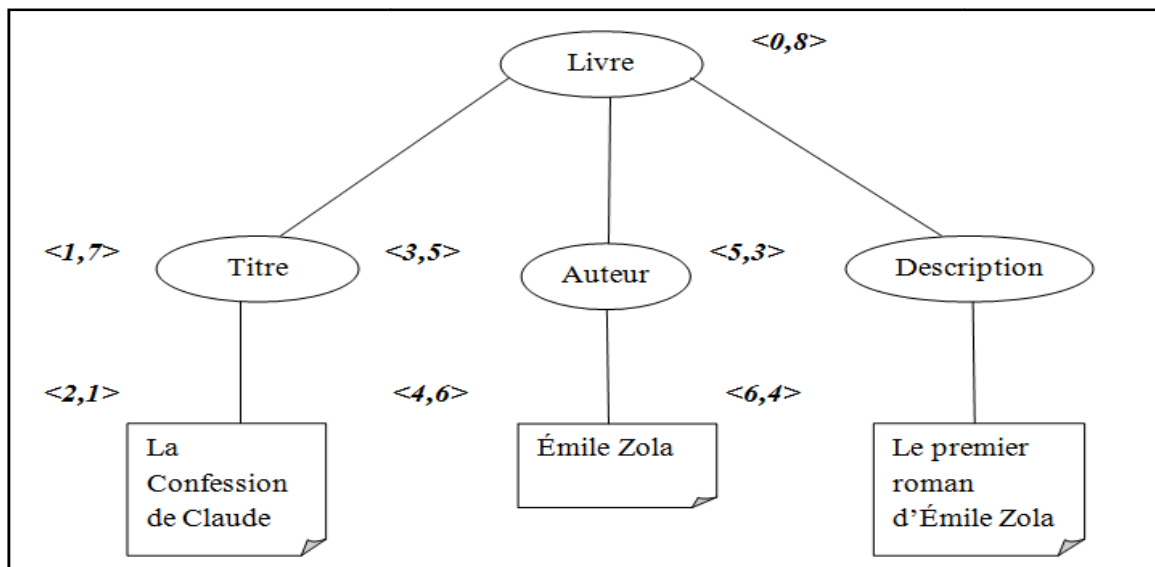 <0,8>
Livre
<1,7>
Titre
<3,5>
Auteur
<5,3>
Description
<2,1>
<4,6>
<6,4>
La
Confession
de Claude
Émile Zola
Le premier
roman
d’Émile Zola